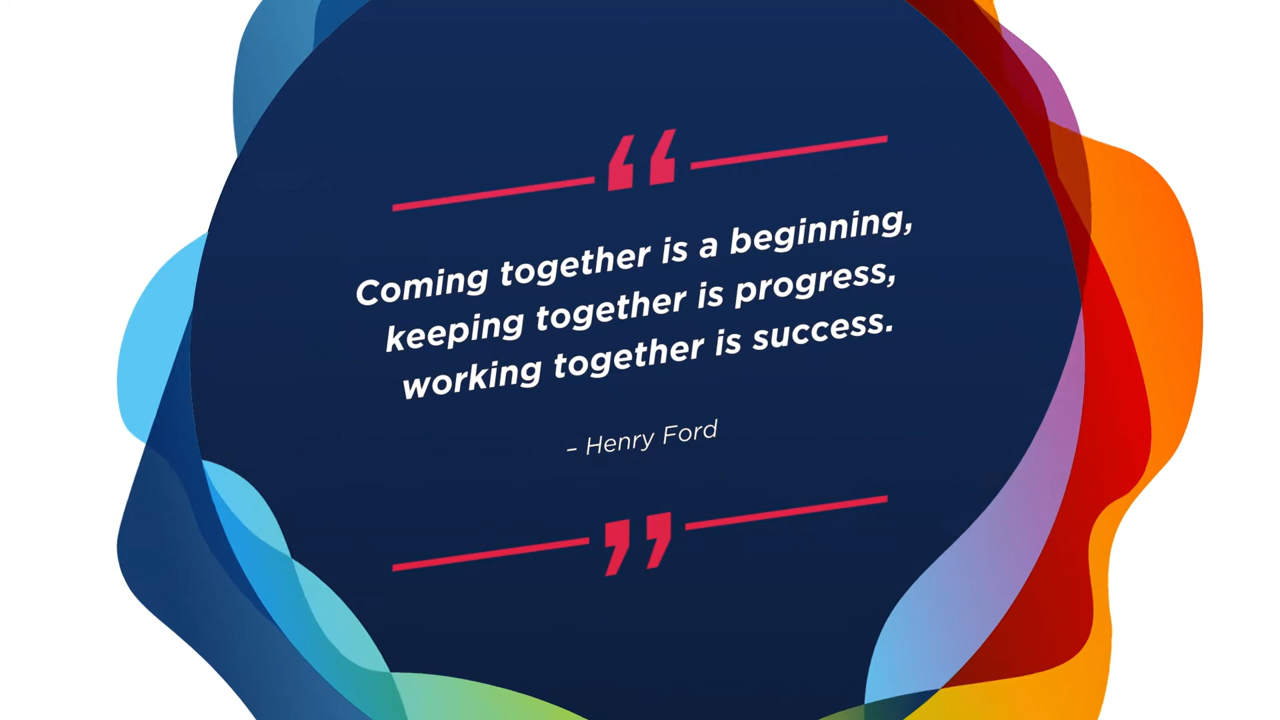 “
Coming together is a beginning,
keeping together is progress,
working together is success.
– Henry Ford
”